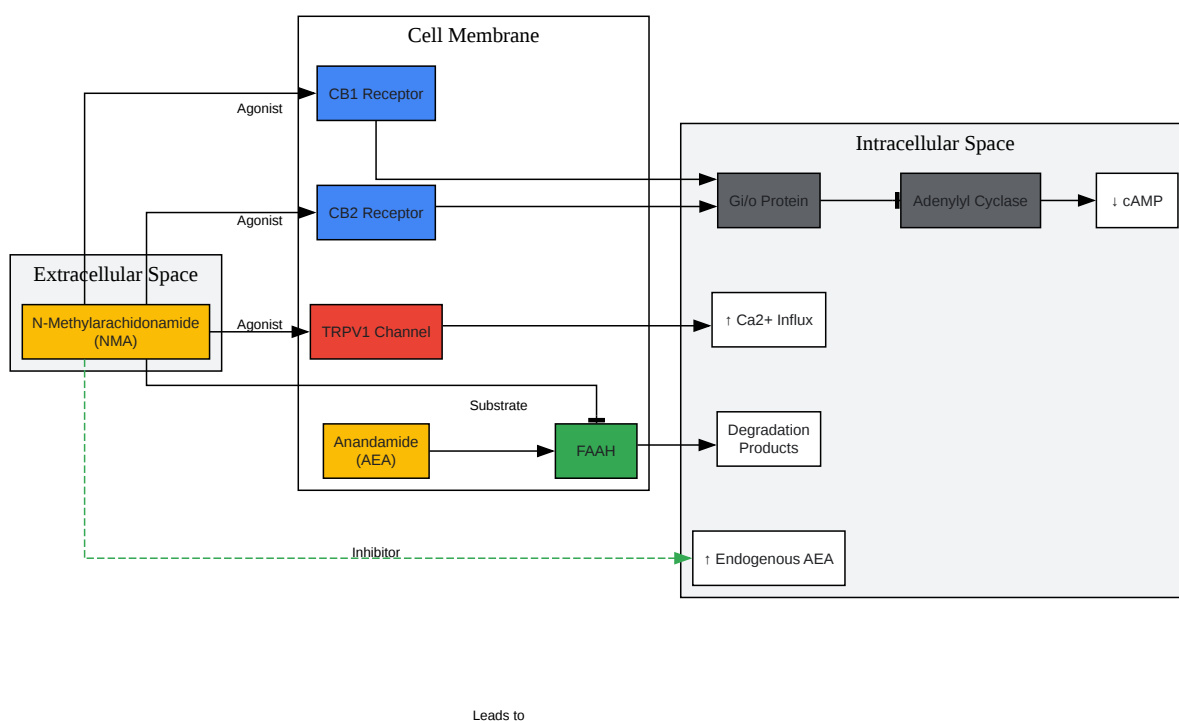 Cell Membrane
CB1 Receptor
Agonist
Intracellular Space
CB2 Receptor
Agonist
Gi/o Protein
Adenylyl Cyclase
↓ cAMP
Extracellular Space
N-Methylarachidonamide
(NMA)
Agonist
TRPV1 Channel
↑ Ca2+ Influx
Substrate
Anandamide
(AEA)
FAAH
Degradation
Products
Inhibitor
↑ Endogenous AEA
Leads to